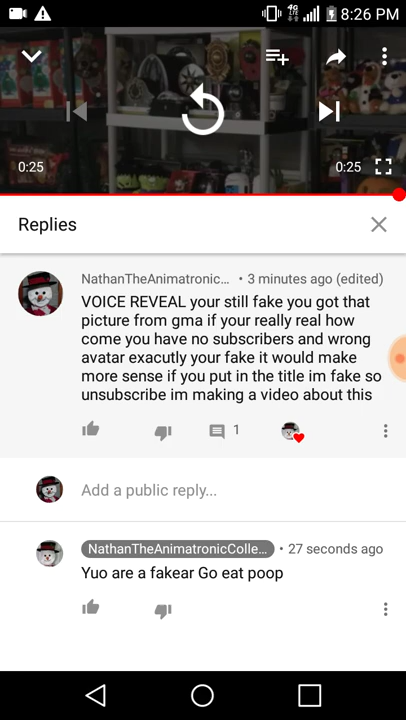 4G
LTE
8:26 PM
0:25
0:25
Replies
NathanTheAnimatronic... • 3 minutes ago (edited)
VOICE REVEAL your still fake you got that
picture from gma if your really real how
come you have no subscribers and wrong
avatar exacutly your fake it would make
more sense if you put in the title im fake so
unsubscribe im making a video about this
1
Add a public reply...
NathanTheAnimatronicColle... • 27 seconds ago
Yuo are a fakear Go eat poop